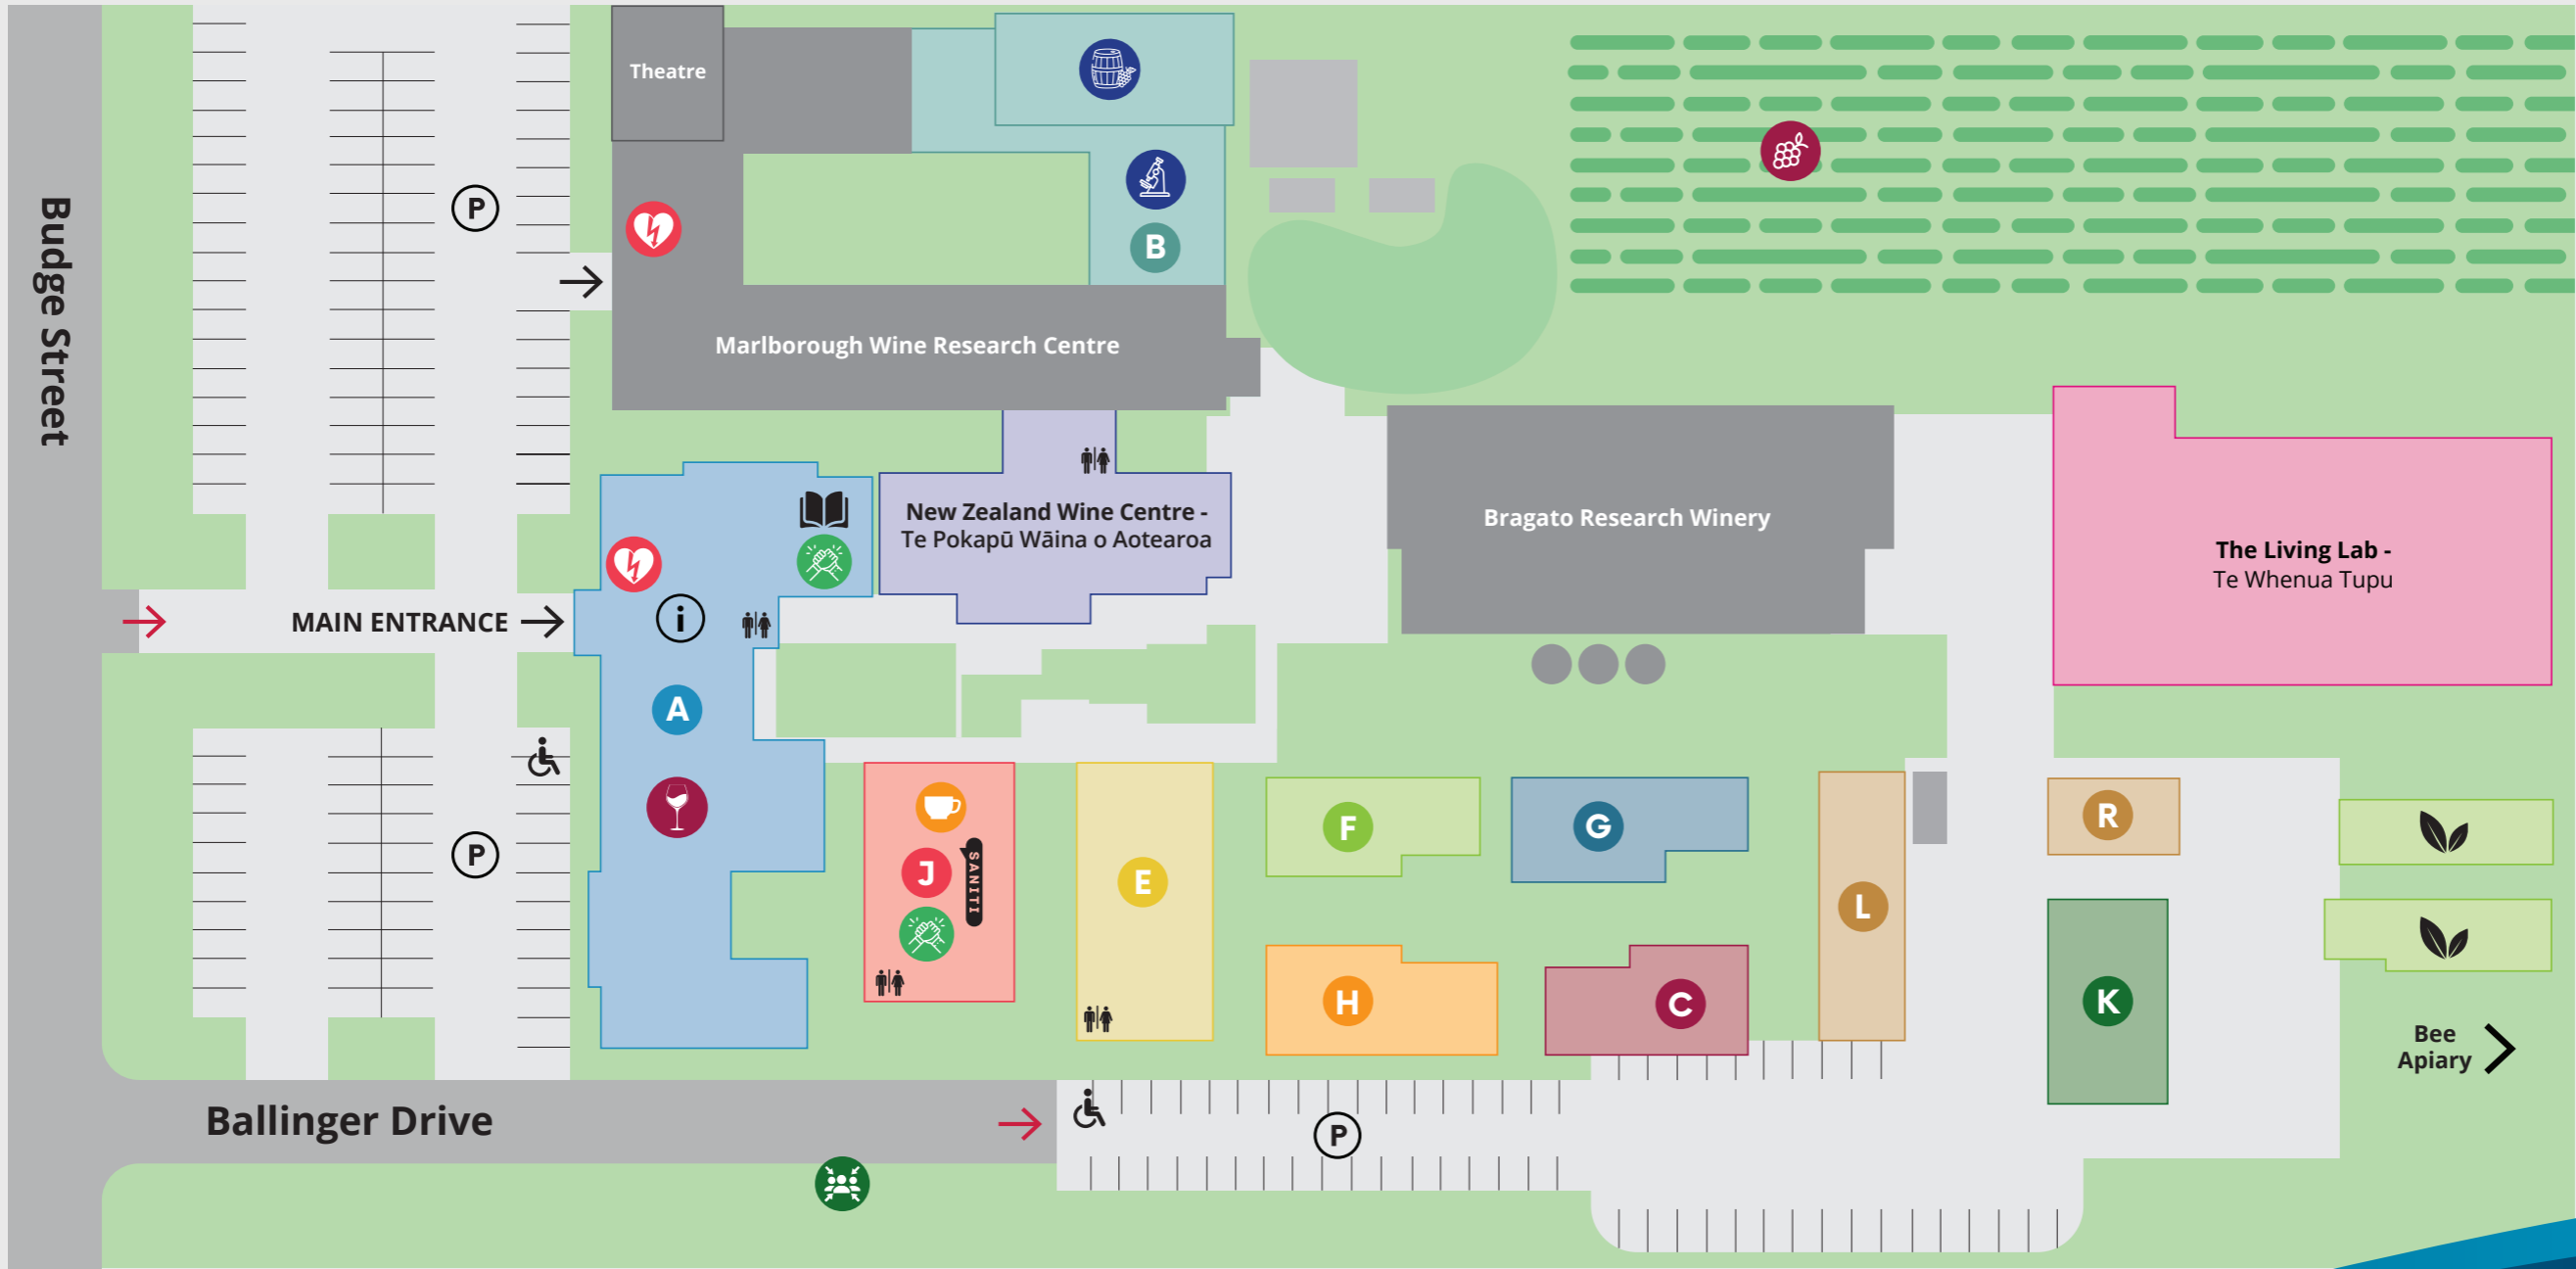 Theatre
B
P
Budge Street
Marlborough Wine Research Centre
New Zealand Wine Centre -
Te Pokapū Wāina o Aotearoa
Bragato Research Winery
The Living Lab -
Te Whenua Tupu
MAIN ENTRANCE
i
A
P
J
SANITI
E
F
G
L
R
H
C
K
Bee
Apiary
Ballinger Drive
P